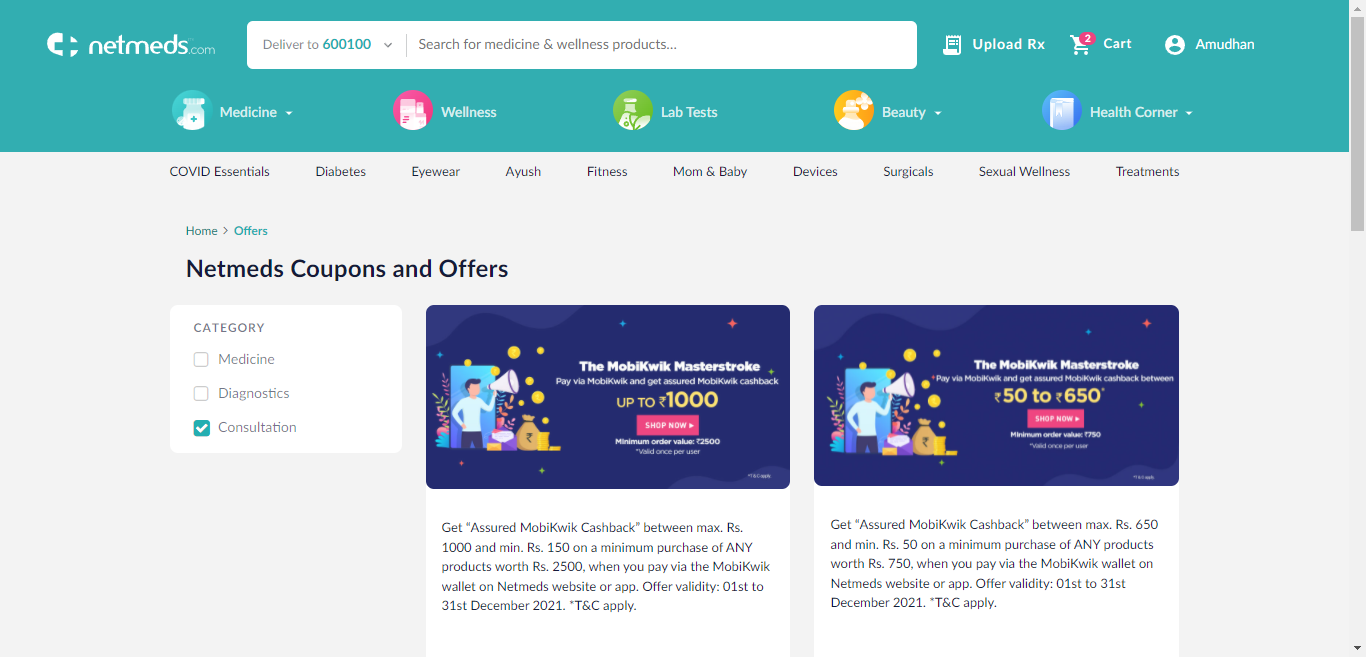 netmeds.com
Deliver to 600100
Search for medicine & wellness products...
Upload Rx
2
Cart
Amudhan
Medicine
Wellness
Lab Tests
Beauty
Health Corner
COVID Essentials
Diabetes
Eyewear
Ayush
Fitness
Mom & Baby
Devices
Surgicals
Sexual Wellness
Treatments
Home > Offers
Netmeds Coupons and Offers
CATEGORY
Medicine
Diagnostics
Consultation
The MobiKwik Masterstroke
Pay via MobiKwik and get assured MobiKwik cashback
UP TO ₹1000
SHOP NOW
Minimum order value: ₹2500
*Valid once per user
*T&C apply.
Get “Assured MobiKwik Cashback” between max. Rs.
1000 and min. Rs. 150 on a minimum purchase of ANY
products worth Rs. 2500, when you pay via the MobiKwik
wallet on Netmeds website or app. Offer validity: 01st to
31st December 2021. *T&C apply.
The MobiKwik Masterstroke
Pay via MobiKwik and get assured MobiKwik cashback between
₹50 to ₹650*
SHOP NOW
Minimum order value: ₹750
*Valid once per user
*T&C apply.
Get “Assured MobiKwik Cashback” between max. Rs. 650
and min. Rs. 50 on a minimum purchase of ANY products
worth Rs. 750, when you pay via the MobiKwik wallet on
Netmeds website or app. Offer validity: 01st to 31st
December 2021. *T&C apply.